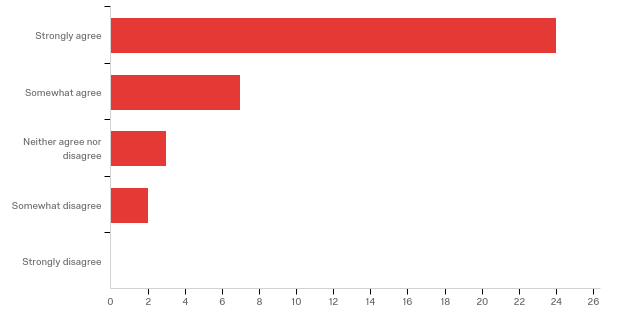 Strongly agree
Somewhat agree
Neither agree nor
disagree
Somewhat disagree
Strongly disagree
0 2 4 6 8 10 12 14 16 18 20 22 24 26